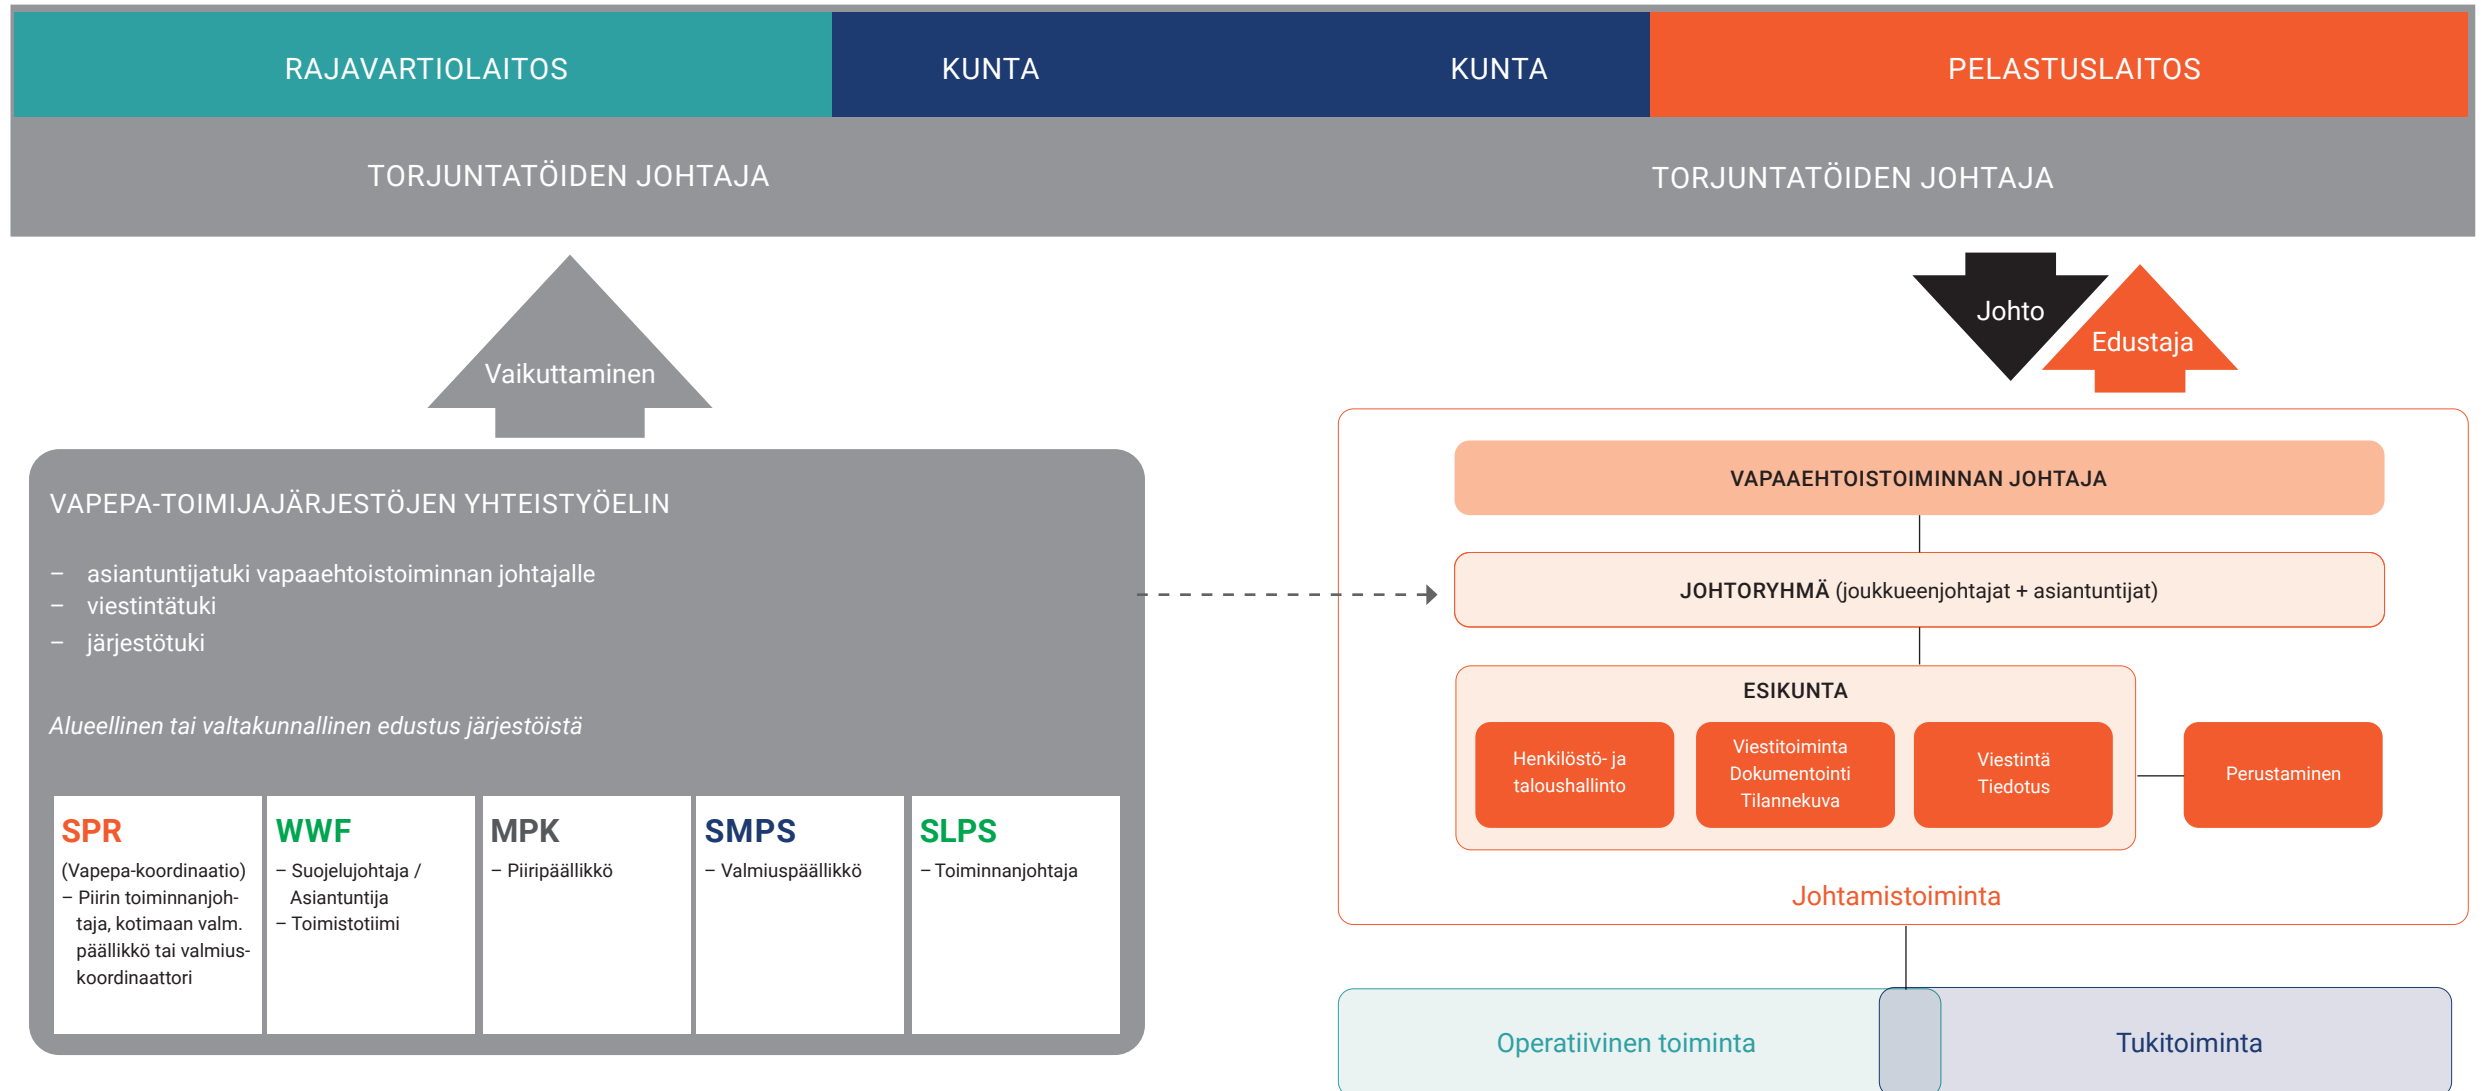 RAJAVARTIOLAITOS
KUNTA
KUNTA
PELASTUSLAITOS
TORJUNTATÖIDEN JOHTAJA
TORJUNTATÖIDEN JOHTAJA
Vaikuttaminen
Johto
Edustaja
VAPEPA-TOIMIJAJÄRJESTÖJEN YHTEISTYÖELIN
– asiantuntijatuki vapaaehtoistoiminnan johtajalle
– viestintätuki
– järjestötuki
Alueellinen tai valtakunnallinen edustus järjestöistä
SPR
(Vapepa-koordinaatio)
– Piirin toiminnanjoh-
taja, kotimaan valm.
päällikkö tai valmius-
koordinaattori
WWF
– Suojelujohtaja /
Asiantuntija
– Toimistotiimi
MPK
– Piiripäällikkö
SMPS
– Valmiuspäällikkö
SLPS
– Toiminnanjohtaja
VAPAAEHTOISTOIMINNAN JOHTAJA
JOHTORYHMÄ (joukkueenjohtajat + asiantuntijat)
ESIKUNTA
Henkilöstö- ja
taloushallinto
Viestitoiminta
Dokumentointi
Tilannekuva
Viestintä
Tiedotus
Perustaminen
Johtamistoiminta
Operatiivinen toiminta
Tukitoiminta